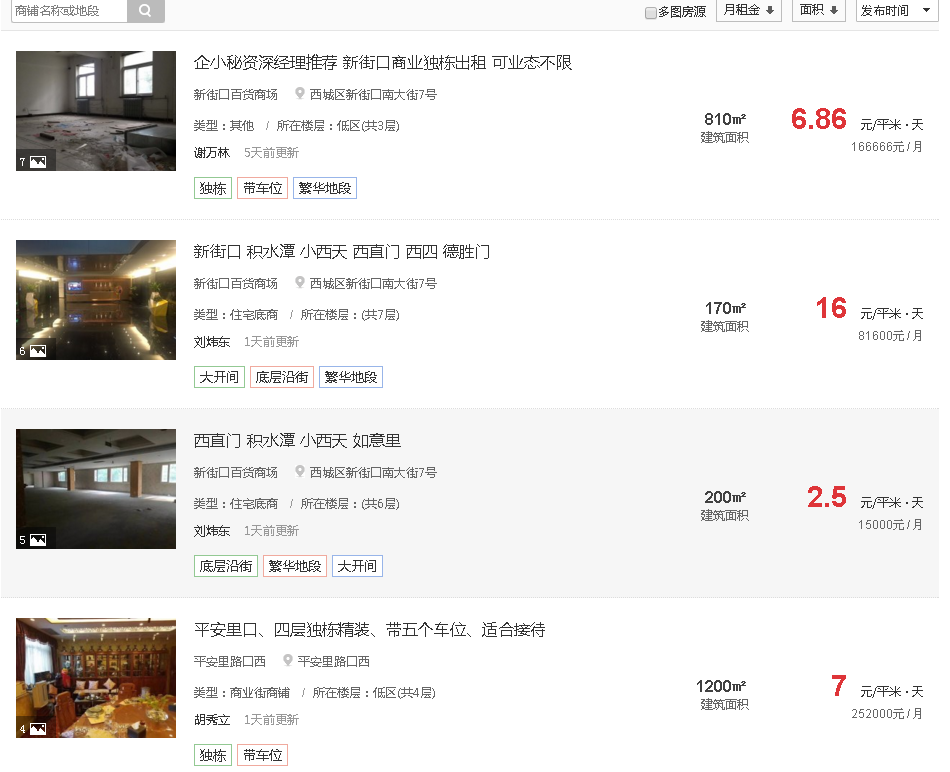 商铺名称或地段
多图房源 月租金 面积 发布时间
企小秘资深经理推荐 新街口商业独栋出租 可业态不限
新街口百货商场 西城区新街口南大街7号
类型：其他 / 所在楼层：低区(共3层)
谢万林 5天前更新
独栋 带车位 繁华地段
7
810m²
建筑面积
6.86 元/平米·天
166666元/月
新街口 积水潭 小西天 西直门 西四 德胜门
新街口百货商场 西城区新街口南大街7号
类型：住宅底商 / 所在楼层：(共7层)
刘炜东 1天前更新
大开间 底层沿街 繁华地段
6
170m²
建筑面积
16 元/平米·天
81600元/月
西直门 积水潭 小西天 如意里
新街口百货商场 西城区新街口南大街7号
类型：住宅底商 / 所在楼层：(共6层)
刘炜东 1天前更新
底层沿街 繁华地段 大开间
5
200m²
建筑面积
2.5 元/平米·天
15000元/月
平安里口、四层独栋精装、带五个车位、适合接待
平安里路口西 平安里路口西
类型：商业街商铺 / 所在楼层：低区(共4层)
胡秀立 1天前更新
独栋 带车位
4
1200m²
建筑面积
7 元/平米·天
252000元/月